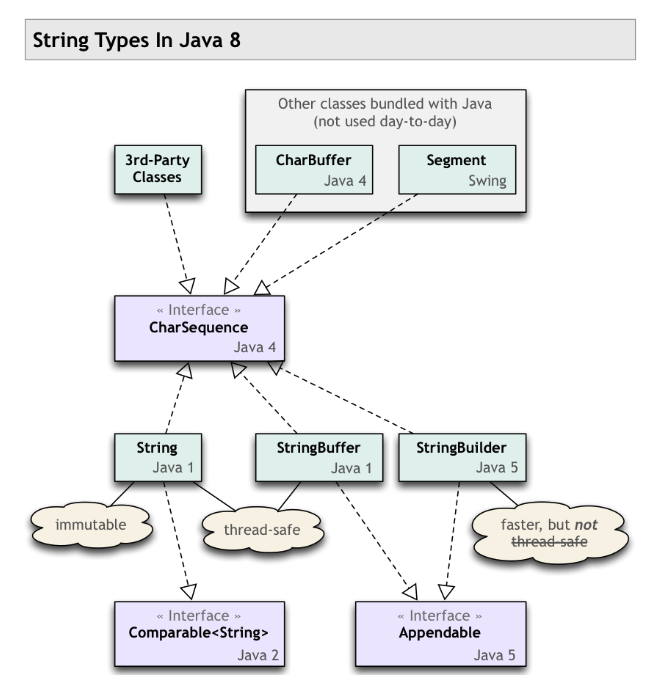 String Types In Java 8
Other classes bundled with Java
(not used day-to-day)
3rd-Party
Classes
CharBuffer
Java 4
Segment
Swing
« Interface »
CharSequence
Java 4
String
Java 1
StringBuffer
Java 1
StringBuilder
Java 5
immutable
thread-safe
faster, but not
thread-safe
« Interface »
Comparable<String>
Java 2
« Interface »
Appendable
Java 5